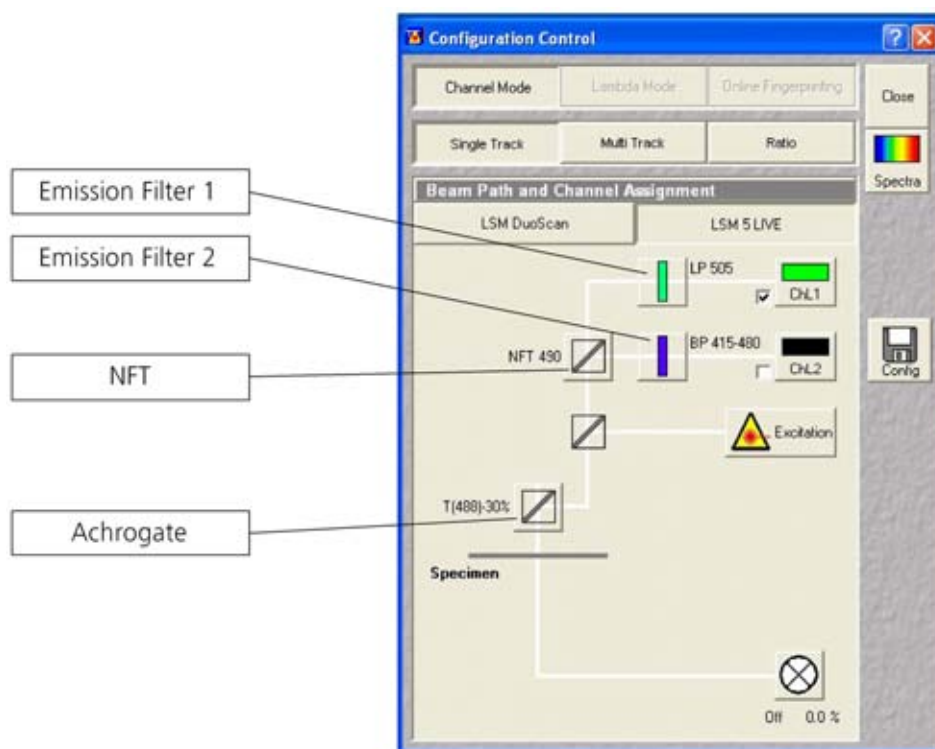 Configuration Control
Channel Mode Lambda Mode Online Fingerprinting
Close
Single Track Multi Track Ratio
Spectra
Beam Path and Channel Assignment
LSM DuoScan LSM 5 LIVE
Emission Filter 1
LP 505
ChL1
Emission Filter 2
NFT 490
BP 415-480
ChL2
Config
NFT
Excitation
T(488)-30%
Achrogate
Specimen
Off 0.0 %